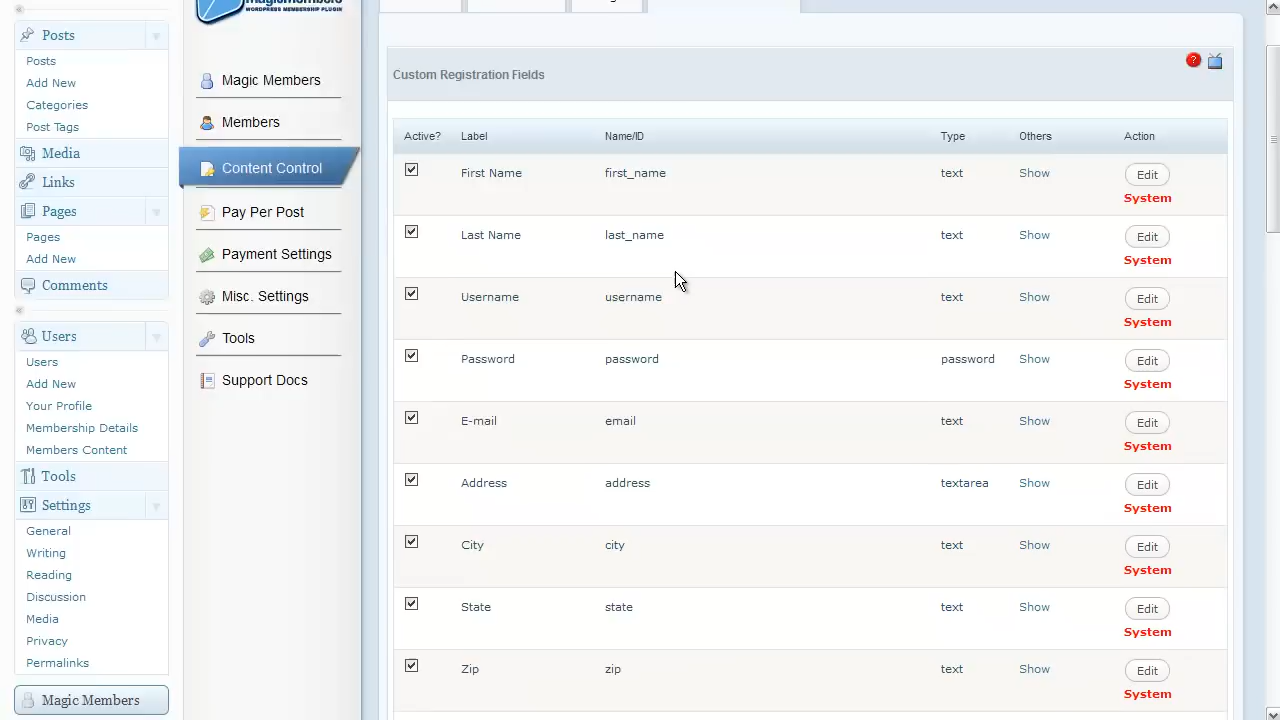 Posts
Posts
Add New
Categories
Post Tags
Media
Links
Pages
Pages
Add New
Comments
Users
Users
Add New
Your Profile
Membership Details
Members Content
Tools
Settings
General
Writing
Reading
Discussion
Media
Privacy
Permalinks
Magic Members
WORDPRESS MEMBERSHIP PLUGIN
Magic Members
Members
Content Control
Pay Per Post
Payment Settings
Misc. Settings
Tools
Support Docs
Custom Registration Fields
?
Active? Label Name/ID Type Others Action
First Name first_name text Show Edit
System
Last Name last_name text Show Edit
System
Username username text Show Edit
System
Password password password Show Edit
System
E-mail email text Show Edit
System
Address address textarea Show Edit
System
City city text Show Edit
System
State state text Show Edit
System
Zip zip text Show Edit
System